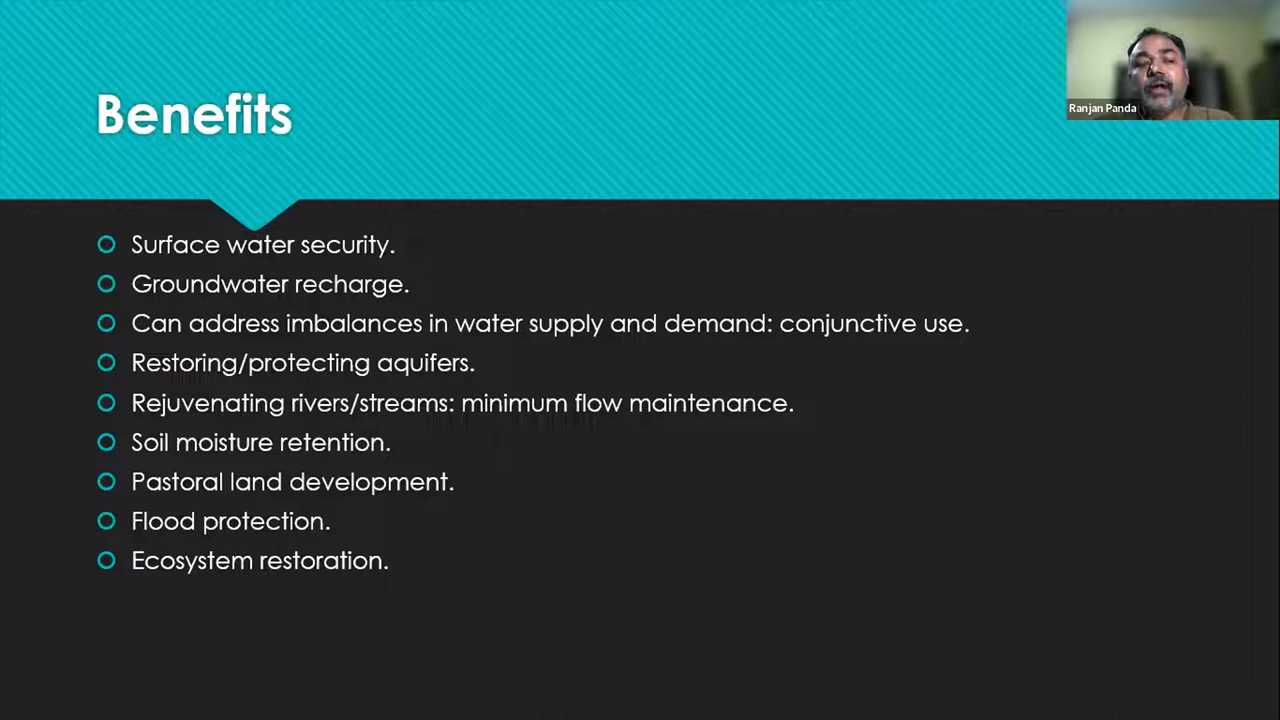 Benefits
Ranjan Panda
Surface water security.
Groundwater recharge.
Can address imbalances in water supply and demand: conjunctive use.
Restoring/protecting aquifers.
Rejuvenating rivers/streams: minimum flow maintenance.
Soil moisture retention.
Pastoral land development.
Flood protection.
Ecosystem restoration.